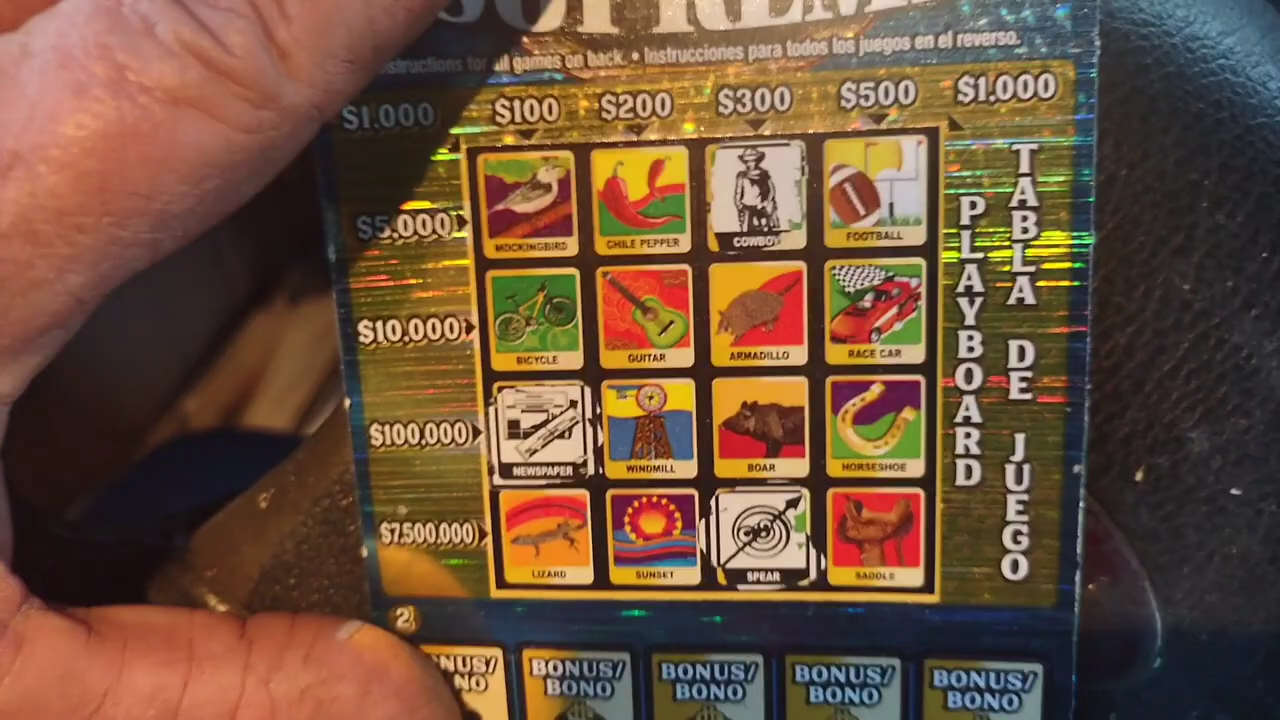 for all games on back. • Instrucciones para todos los juegos en el reverso.
$1,000 $100 $200 $300 $500 $1,000
$5,000
MOCKINGBIRD CHILE PEPPER COWBOY FOOTBALL
$10,000
BICYCLE GUITAR ARMADILLO RACE CAR
$100,000
NEWSPAPER WINDMILL BOAR HORSESHOE
$7,500,000
LIZARD SUNSET SPEAR SADDLE
PLAYBOARD
TABLA DE JUEGO
2
BONUS/ BONUS/ BONUS/ BONUS/
BONO BONO BONO BONO